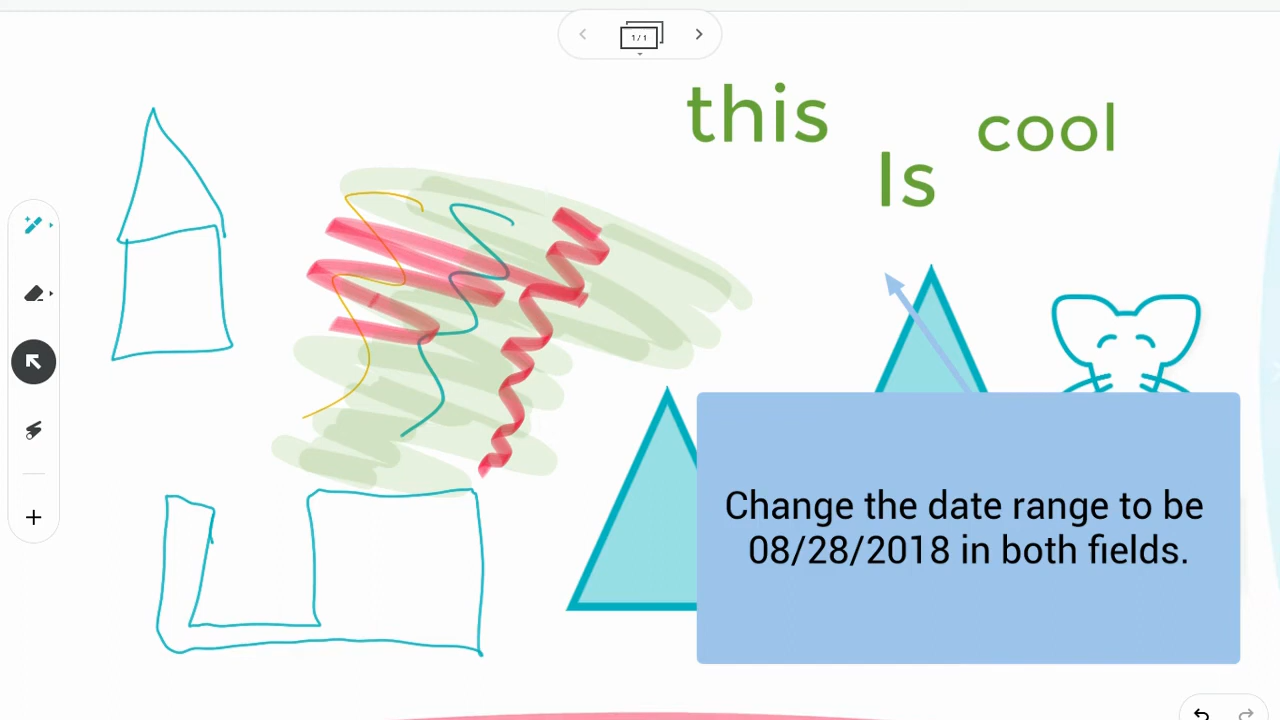 1/1
this
Is
cool
Change the date range to be
08/28/2018 in both fields.